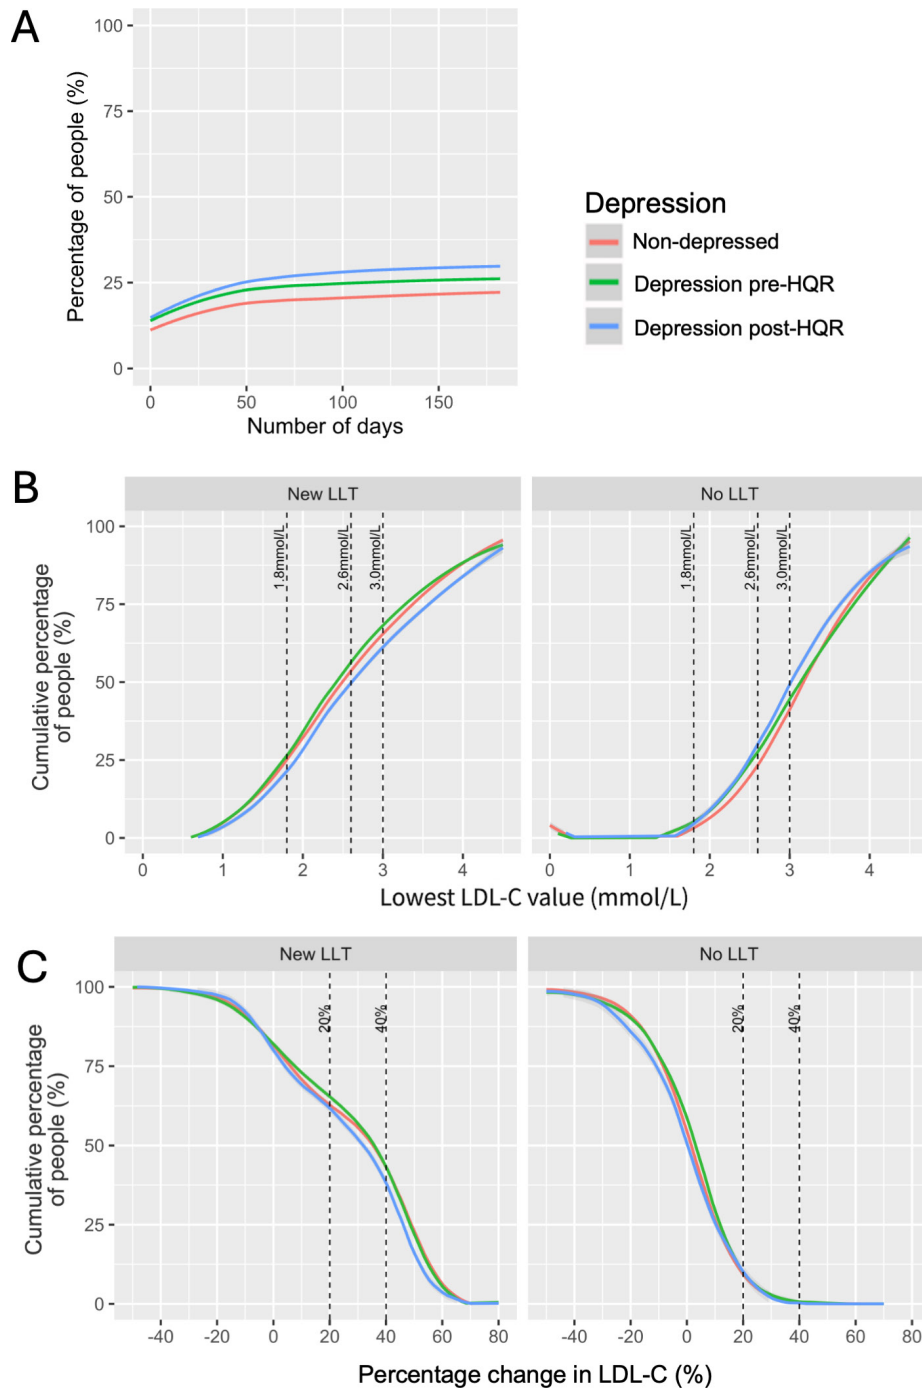 A
Percentage of people (%)
100
75
50
25
0
0 50 100 150
Number of days
Depression
Non-depressed
Depression pre-HQR
Depression post-HQR
B
New LLT
No LLT
Cumulative percentage
of people (%)
100
75
50
25
0
1.8mmol/L
2.6mmol/L
3.0mmol/L
1.8mmol/L
2.6mmol/L
3.0mmol/L
0 1 2 3 4
0 1 2 3 4
Lowest LDL-C value (mmol/L)
C
New LLT
No LLT
Cumulative percentage
of people (%)
100
75
50
25
0
20%
40%
20%
40%
-40 -20 0 20 40 60 80
-40 -20 0 20 40 60 80
Percentage change in LDL-C (%)